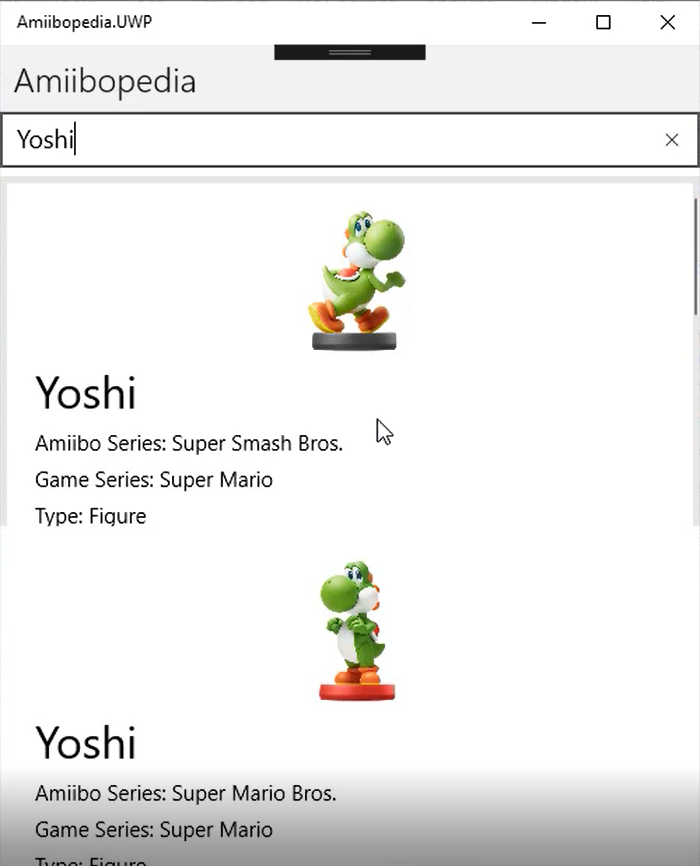 Amiibopedia.UWP
Amiibopedia
Yoshi
Yoshi
Amiibo Series: Super Smash Bros.
Game Series: Super Mario
Type: Figure
Yoshi
Amiibo Series: Super Mario Bros.
Game Series: Super Mario
Type: Figure